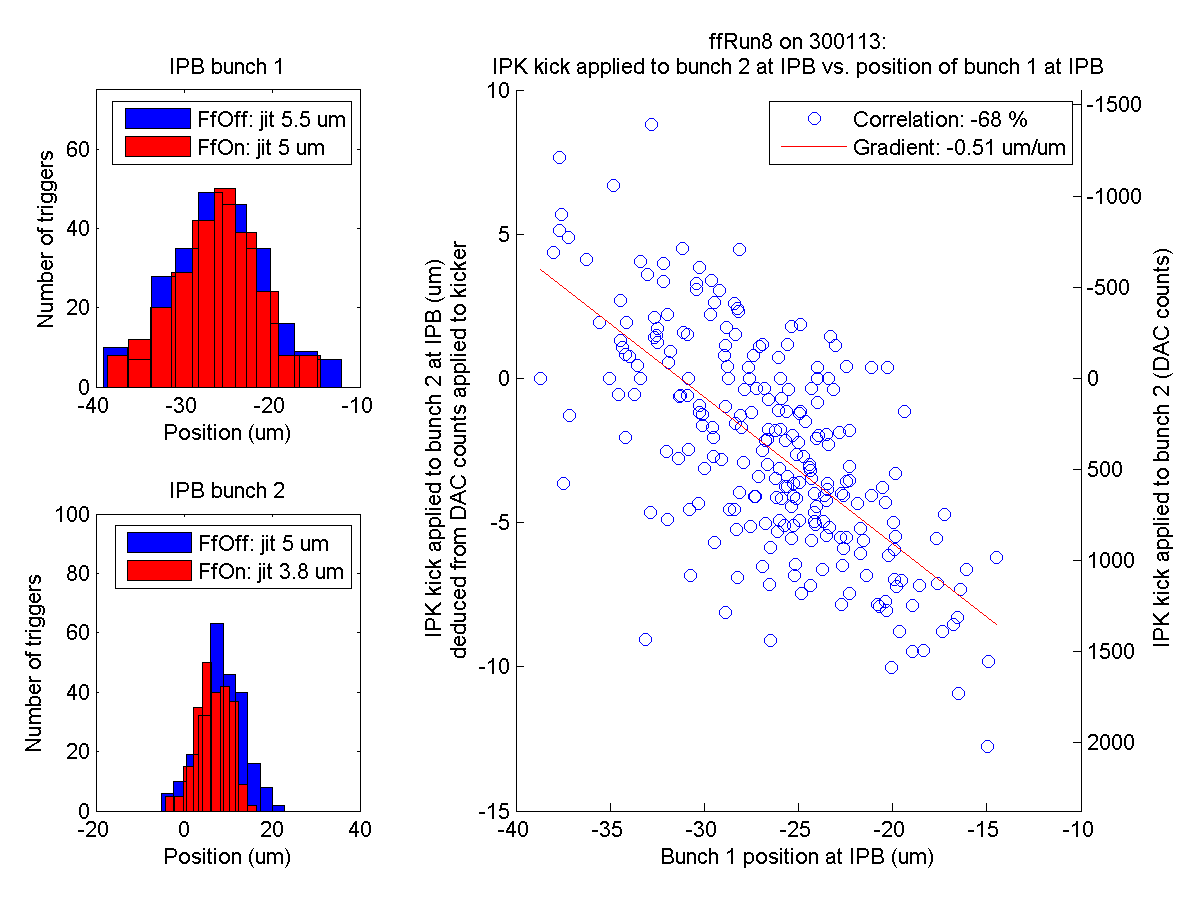 IPB bunch 1
FfOff: jit 5.5 um
FfOn: jit 5 um
Number of triggers
60
40
20
0
-40
-30
-20
-10
Position (um)
IPB bunch 2
FfOff: jit 5 um
FfOn: jit 3.8 um
Number of triggers
100
80
60
40
20
0
-20
0
20
40
Position (um)
ffRun8 on 300113:
IPK kick applied to bunch 2 at IPB vs. position of bunch 1 at IPB
Correlation: -68 %
Gradient: -0.51 um/um
IPK kick applied to bunch 2 at IPB (um)
deduced from DAC counts applied to kicker
10
5
0
-5
-10
-15
-40
-35
-30
-25
-20
-15
-10
Bunch 1 position at IPB (um)
-1500
-1000
-500
0
500
1000
1500
2000
IPK kick applied to bunch 2 (DAC counts)